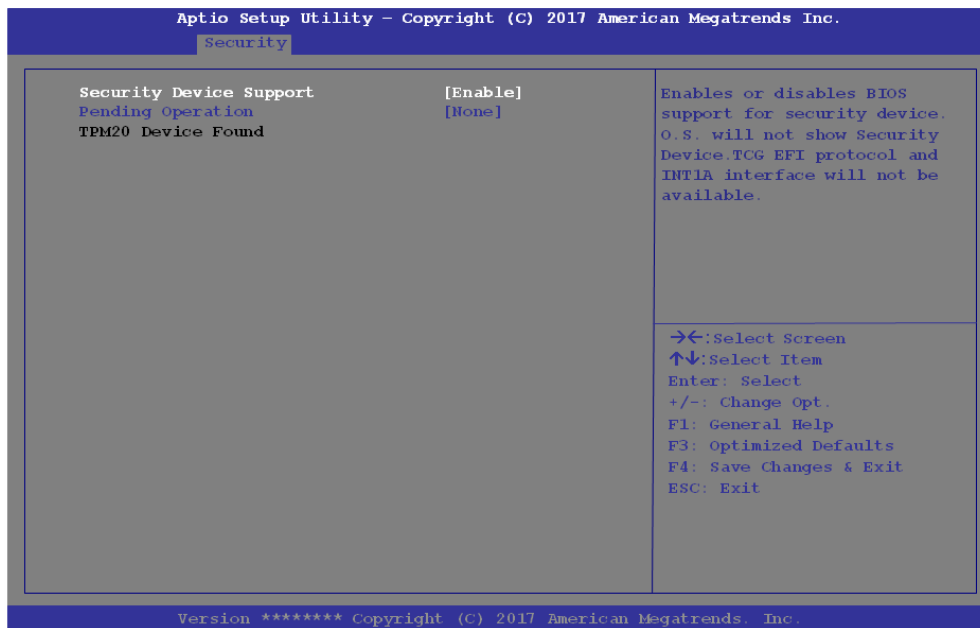 Aptio Setup Utility – Copyright (C) 2017 American Megatrends Inc.
Security
Security Device Support [Enable]
Pending Operation [None]
TPM20 Device Found
Enables or disables BIOS
support for security device.
O.S. will not show Security
Device.TCG EFI protocol and
INT1A interface will not be
available.
→←:Select Screen
↑↓:Select Item
Enter: Select
+/-: Change Opt.
F1: General Help
F3: Optimized Defaults
F4: Save Changes & Exit
ESC: Exit
Version ******** Copyright (C) 2017 American Megatrends. Inc.